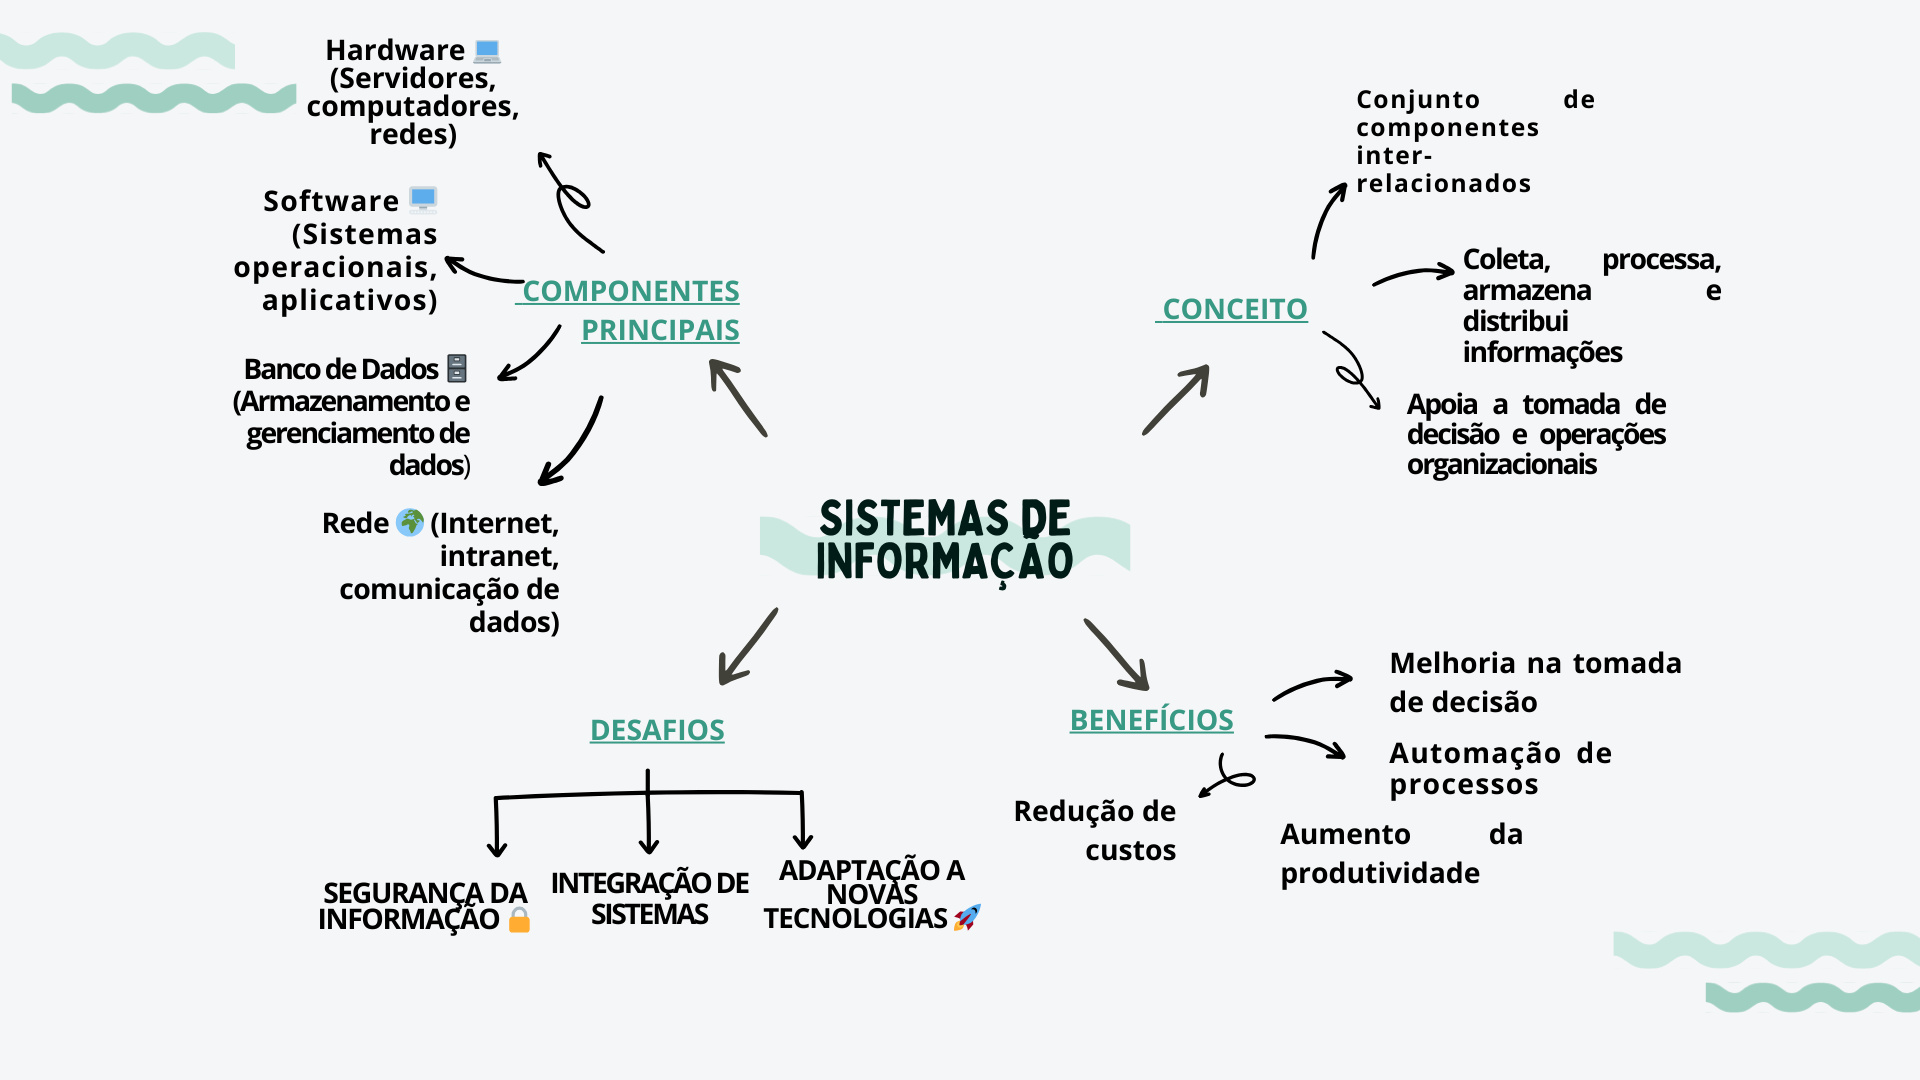 Hardware 💻
(Servidores,
computadores,
redes)
Software 🖥️
(Sistemas
operacionais,
aplicativos)
COMPONENTES
PRINCIPAIS
Banco de Dados 🗄️
(Armazenamento e
gerenciamento de
dados)
Rede 🌍 (Internet,
intranet,
comunicação de
dados)
Conjunto de
componentes
inter-
relacionados
CONCEITO
Coleta, processa,
armazena e
distribui
informações
Apoia a tomada de
decisão e operações
organizacionais
SISTEMAS DE
INFORMAÇÃO
DESAFIOS
SEGURANÇA DA
INFORMAÇÃO 🔒
INTEGRAÇÃO DE
SISTEMAS
ADAPTAÇÃO A
NOVAS
TECNOLOGIAS 🚀
BENEFÍCIOS
Melhoria na tomada
de decisão
Automação de
processos
Redução de
custos
Aumento da
produtividade